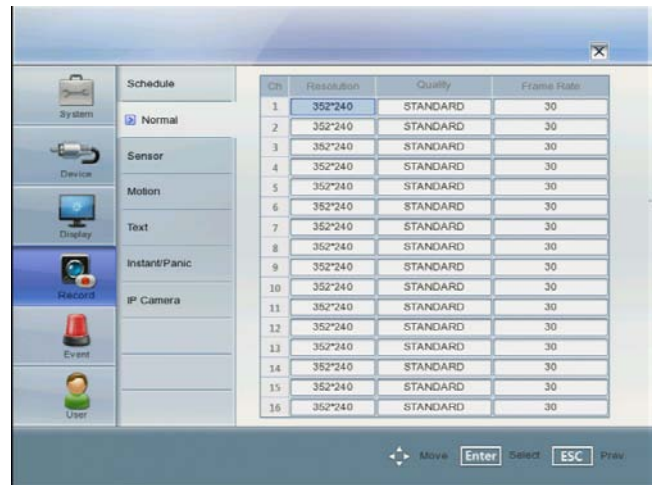 System
Device
Display
Record
Event
User
Schedule
Normal
Sensor
Motion
Text
Instant/Panic
IP Camera
Ch Resolution Quality Frame Rate
1 352*240 STANDARD 30
2 352*240 STANDARD 30
3 352*240 STANDARD 30
4 352*240 STANDARD 30
5 352*240 STANDARD 30
6 352*240 STANDARD 30
7 352*240 STANDARD 30
8 352*240 STANDARD 30
9 352*240 STANDARD 30
10 352*240 STANDARD 30
11 352*240 STANDARD 30
12 352*240 STANDARD 30
13 352*240 STANDARD 30
14 352*240 STANDARD 30
15 352*240 STANDARD 30
16 352*240 STANDARD 30
Move Enter Select ESC Prev